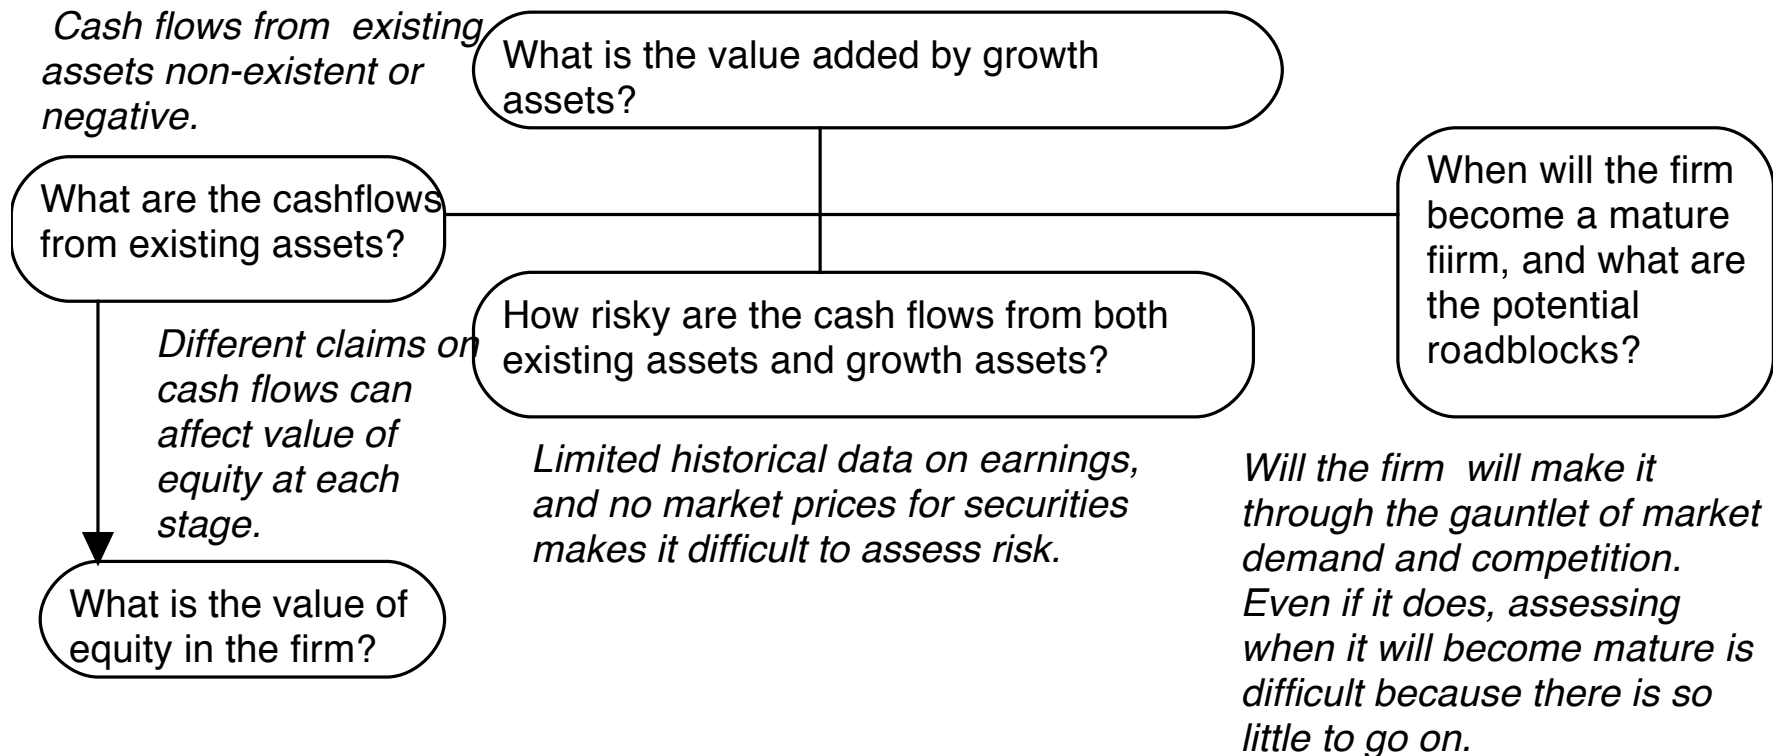 Cash flows from existing
assets non-existent or
negative.
What is the value added by growth
assets?
What are the cashflows
from existing assets?
When will the firm
become a mature
fiirm, and what are
the potential
roadblocks?
How risky are the cash flows from both
existing assets and growth assets?
Different claims on
cash flows can
affect value of
equity at each
stage.
Limited historical data on earnings,
and no market prices for securities
makes it difficult to assess risk.
Will the firm will make it
through the gauntlet of market
demand and competition.
Even if it does, assessing
when it will become mature is
difficult because there is so
little to go on.
What is the value of
equity in the firm?